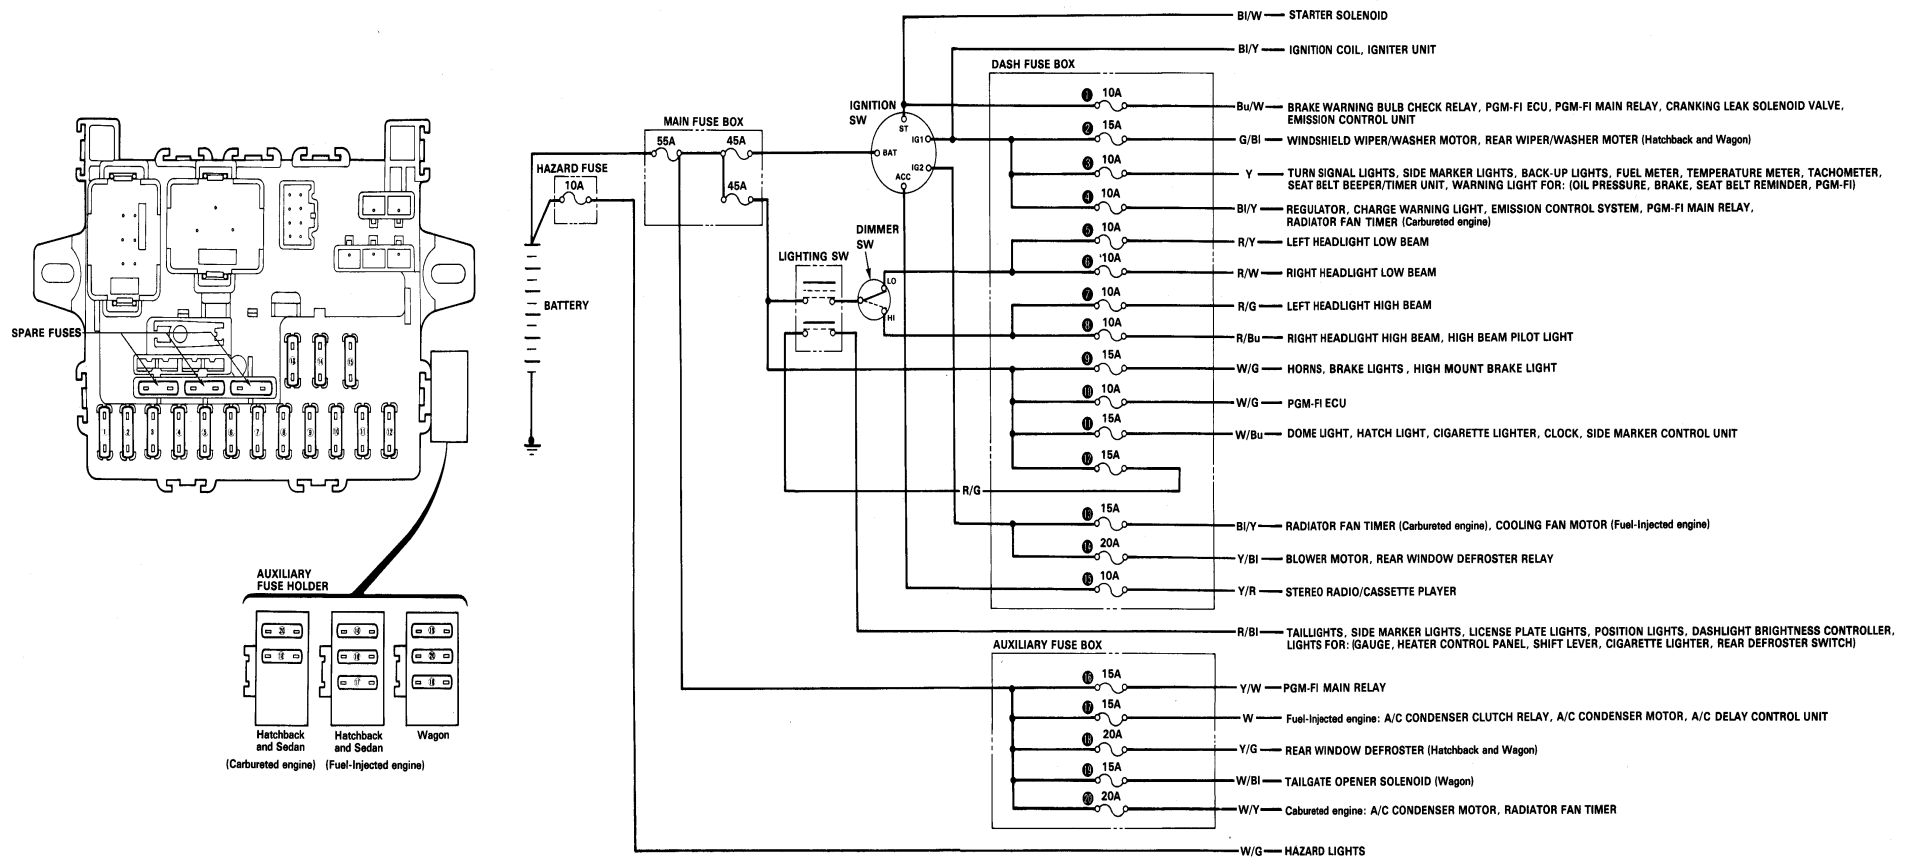 BI/W STARTER SOLENOID
BI/Y IGNITION COIL, IGNITER UNIT
DASH FUSE BOX
IGNITION
SW
ST
IG1
BAT
IG2
ACC
MAIN FUSE BOX
55A
45A
45A
HAZARD FUSE
10A
BATTERY
LIGHTING SW
DIMMER
SW
LO
HI
SPARE FUSES
1 10A Bu/W BRAKE WARNING BULB CHECK RELAY, PGM-FI ECU, PGM-FI MAIN RELAY, CRANKING LEAK SOLENOID VALVE,
EMISSION CONTROL UNIT
2 15A G/BI WINDSHIELD WIPER/WASHER MOTOR, REAR WIPER/WASHER MOTER (Hatchback and Wagon)
3 10A Y TURN SIGNAL LIGHTS, SIDE MARKER LIGHTS, BACK-UP LIGHTS, FUEL METER, TEMPERATURE METER, TACHOMETER,
SEAT BELT BEEPER/TIMER UNIT, WARNING LIGHT FOR: (OIL PRESSURE, BRAKE, SEAT BELT REMINDER, PGM-FI)
4 10A BI/Y REGULATOR, CHARGE WARNING LIGHT, EMISSION CONTROL SYSTEM, PGM-FI MAIN RELAY,
RADIATOR FAN TIMER (Carbureted engine)
5 10A R/Y LEFT HEADLIGHT LOW BEAM
6 10A R/W RIGHT HEADLIGHT LOW BEAM
7 10A R/G LEFT HEADLIGHT HIGH BEAM
8 10A R/Bu RIGHT HEADLIGHT HIGH BEAM, HIGH BEAM PILOT LIGHT
9 15A W/G HORNS, BRAKE LIGHTS , HIGH MOUNT BRAKE LIGHT
10 10A W/G PGM-FI ECU
11 15A W/Bu DOME LIGHT, HATCH LIGHT, CIGARETTE LIGHTER, CLOCK, SIDE MARKER CONTROL UNIT
12 15A
R/G
13 15A BI/Y RADIATOR FAN TIMER (Carbureted engine), COOLING FAN MOTOR (Fuel-Injected engine)
14 20A Y/BI BLOWER MOTOR, REAR WINDOW DEFROSTER RELAY
15 10A Y/R STEREO RADIO/CASSETTE PLAYER
R/BI TAILLIGHTS, SIDE MARKER LIGHTS, LICENSE PLATE LIGHTS, POSITION LIGHTS, DASHLIGHT BRIGHTNESS CONTROLLER,
LIGHTS FOR: (GAUGE, HEATER CONTROL PANEL, SHIFT LEVER, CIGARETTE LIGHTER, REAR DEFROSTER SWITCH)
AUXILIARY FUSE BOX
16 15A Y/W PGM-FI MAIN RELAY
17 15A W Fuel-Injected engine: A/C CONDENSER CLUTCH RELAY, A/C CONDENSER MOTOR, A/C DELAY CONTROL UNIT
18 20A Y/G REAR WINDOW DEFROSTER (Hatchback and Wagon)
19 15A W/BI TAILGATE OPENER SOLENOID (Wagon)
20 20A W/Y Cabureted engine: A/C CONDENSER MOTOR, RADIATOR FAN TIMER
W/G HAZARD LIGHTS
AUXILIARY
FUSE HOLDER
Hatchback
and Sedan
(Carbureted engine)
Hatchback
and Sedan
(Fuel-Injected engine)
Wagon